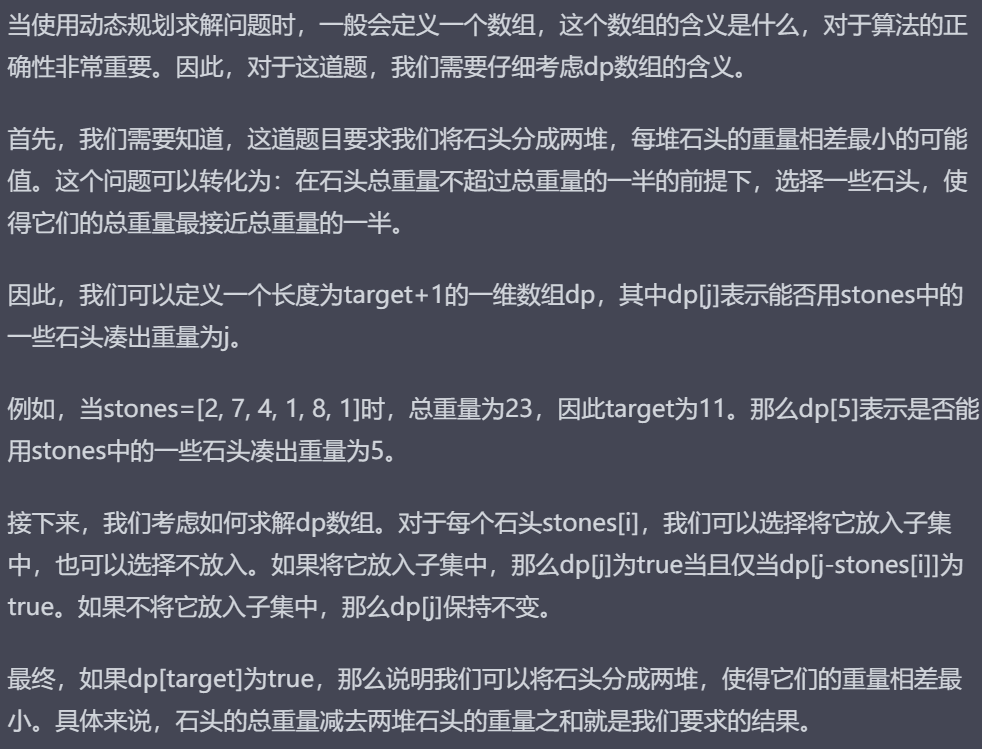 当使用动态规划求解问题时，一般会定义一个数组，这个数组的含义是什么，对于算法的正
确性非常重要。因此，对于这道题，我们需要仔细考虑dp数组的含义。
首先，我们需要知道，这道题目要求我们将石头分成两堆，每堆石头的重量相差最小的可能
值。这个问题可以转化为：在石头总重量不超过总重量的一半的前提下，选择一些石头，使
得它们的总重量最接近总重量的一半。
因此，我们可以定义一个长度为target+1的一维数组dp，其中dp[j]表示能否用stones中的
一些石头凑出重量为j。
例如，当stones=[2, 7, 4, 1, 8, 1]时，总重量为23，因此target为11。那么dp[5]表示是否能
用stones中的一些石头凑出重量为5。
接下来，我们考虑如何求解dp数组。对于每个石头stones[i]，我们可以选择将它放入子集
中，也可以选择不放入。如果将它放入子集中，那么dp[j]为true当且仅当dp[j-stones[i]]为
true。如果不将它放入子集中，那么dp[j]保持不变。
最终，如果dp[target]为true，那么说明我们可以将石头分成两堆，使得它们的重量相差最
小。具体来说，石头的总重量减去两堆石头的重量之和就是我们要求的结果。